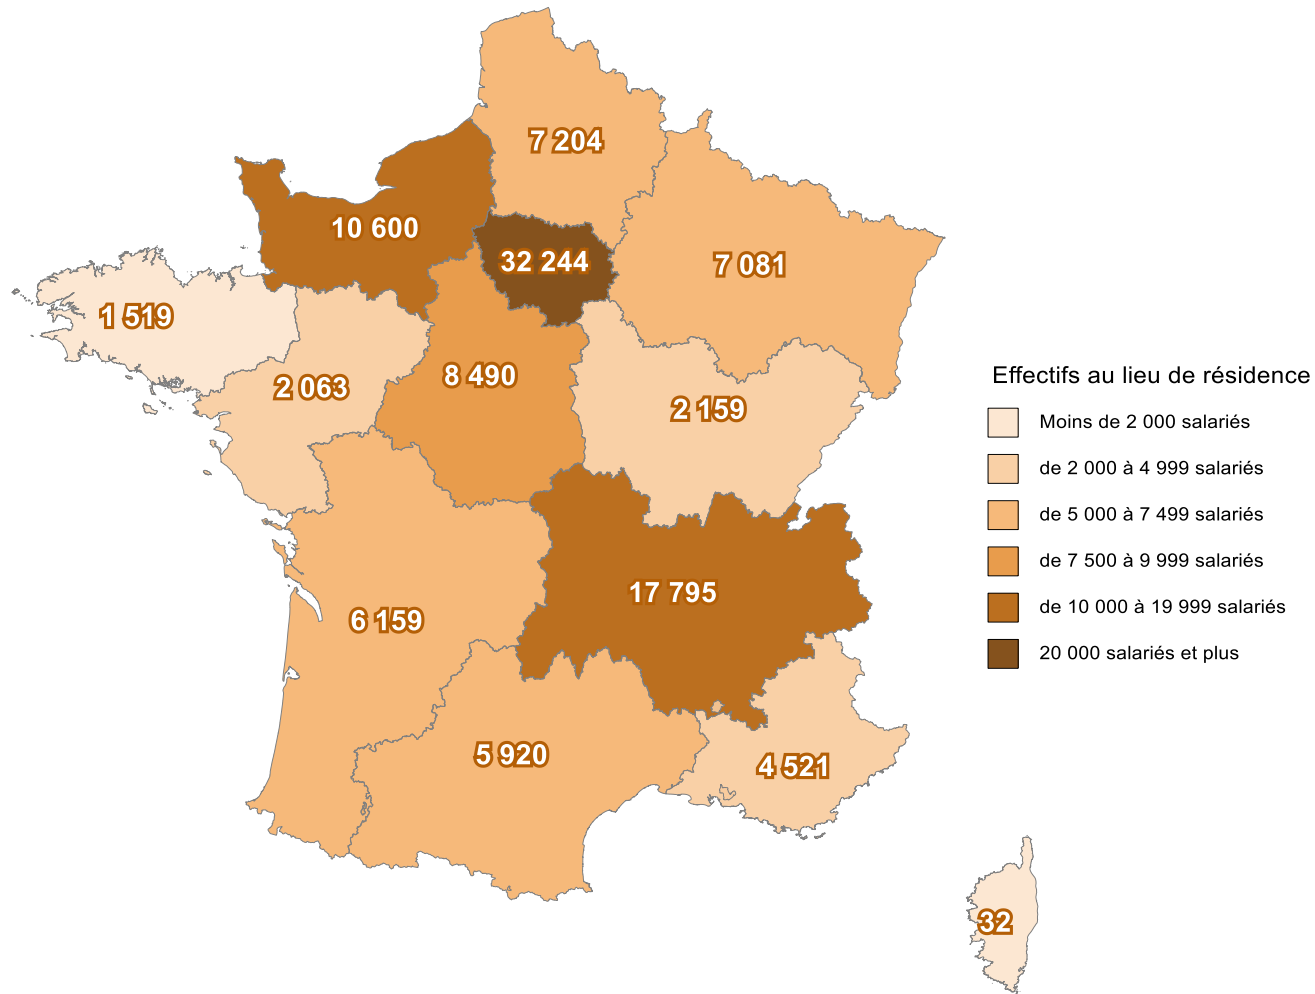 7 204
10 600
32 244
7 081
1 519
2 063
8 490
2 159
17 795
6 159
5 920
4 521
32
Effectifs au lieu de résidence
Moins de 2 000 salariés
de 2 000 à 4 999 salariés
de 5 000 à 7 499 salariés
de 7 500 à 9 999 salariés
de 10 000 à 19 999 salariés
20 000 salariés et plus